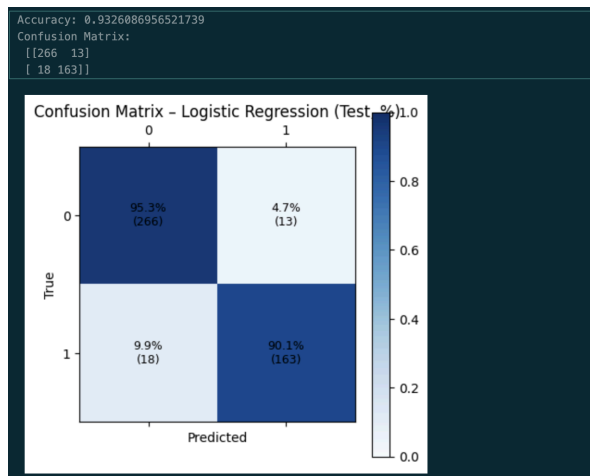 Accuracy: 0.9326086956521739
Confusion Matrix:
[[266  13]
[ 18 163]]
Confusion Matrix – Logistic Regression (Test, %)
0 1
1.0
0.8
0.6
0.4
0.2
0.0
True
0
95.3% 4.7%
(266) (13)
1
9.9% 90.1%
(18) (163)
Predicted